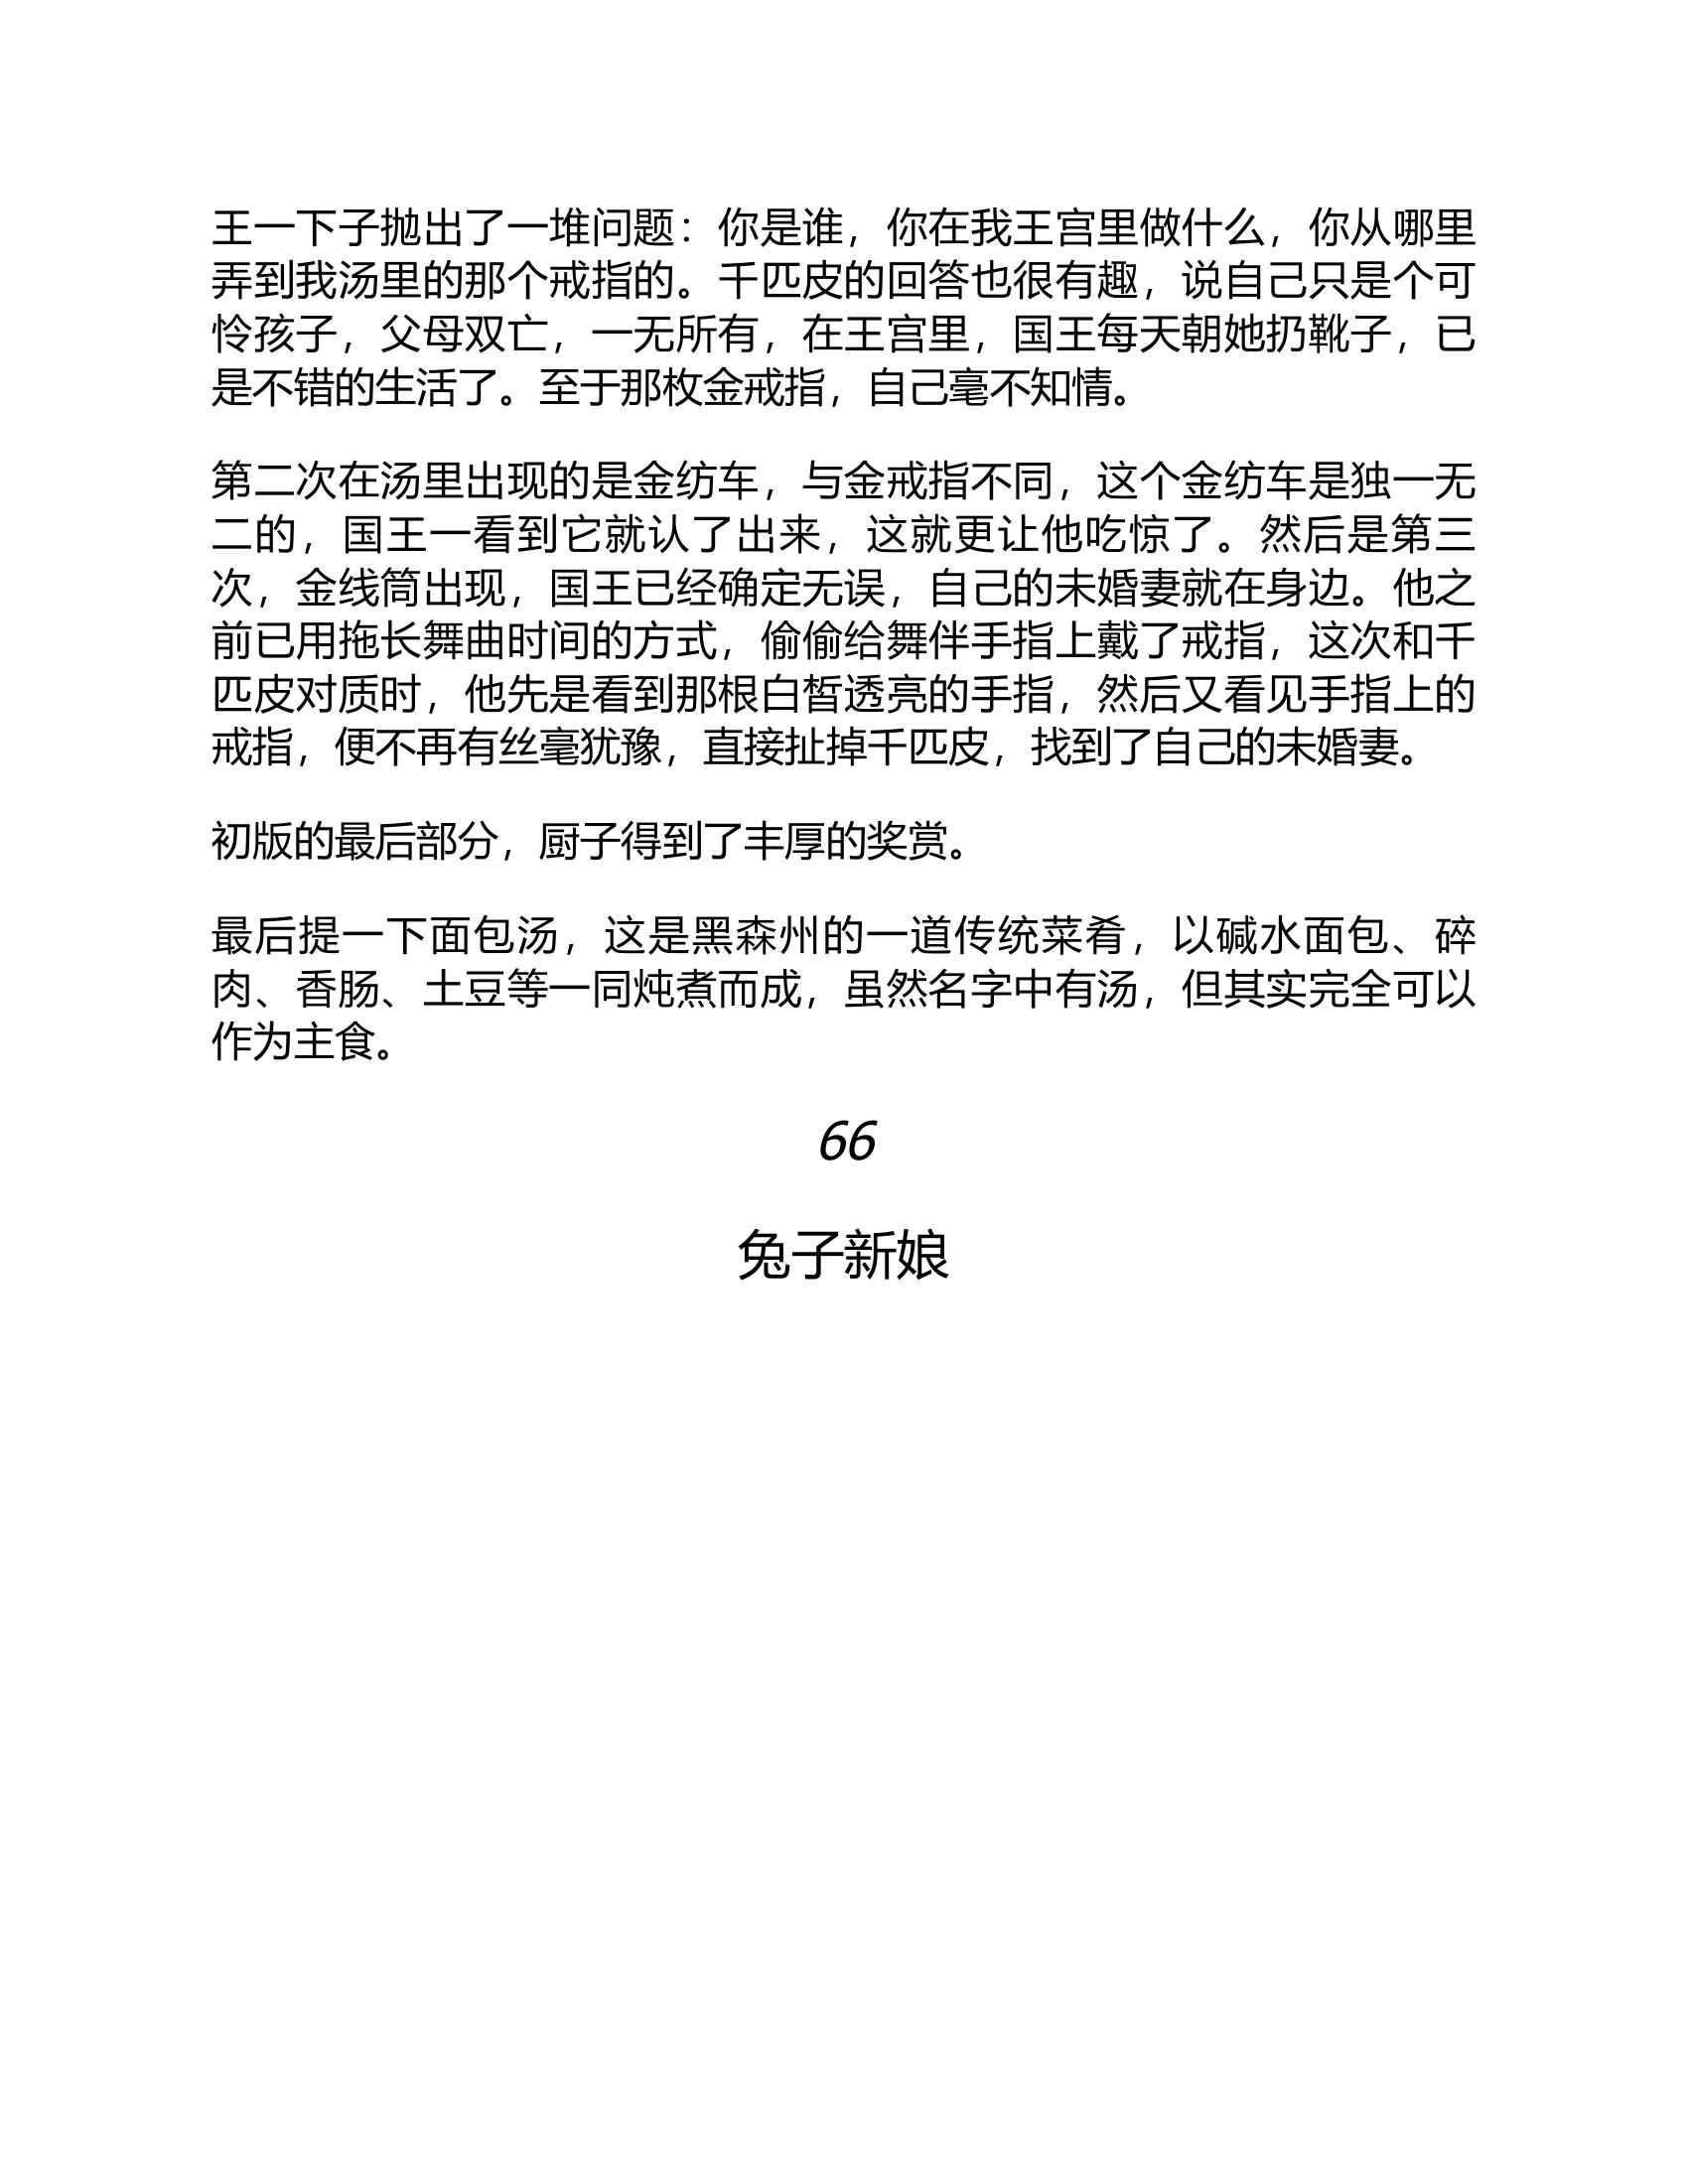 王一下子抛出了一堆问题：你是谁，你在我王宫里做什么，你从哪里
弄到我汤里的那个戒指的。千匹皮的回答也很有趣，说自己只是个可
怜孩子，父母双亡，一无所有，在王宫里，国王每天朝她扔靴子，已
是不错的生活了。至于那枚金戒指，自己毫不知情。
第二次在汤里出现的是金纺车，与金戒指不同，这个金纺车是独一无
二的，国王一看到它就认了出来，这就更让他吃惊了。然后是第三
次，金线筒出现，国王已经确定无误，自己的未婚妻就在身边。他之
前已用拖长舞曲时间的方式，偷偷给舞伴手指上戴了戒指，这次和千
匹皮对质时，他先是看到那根白皙透亮的手指，然后又看见手指上的
戒指，便不再有丝毫犹豫，直接扯掉千匹皮，找到了自己的未婚妻。
初版的最后部分，厨子得到了丰厚的奖赏。
最后提一下面包汤，这是黑森州的一道传统菜肴，以碱水面包、碎
肉、香肠、土豆等一同炖煮而成，虽然名字中有汤，但其实完全可以
作为主食。
66
兔子新娘